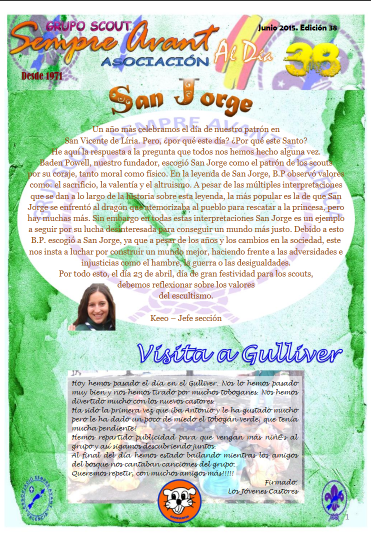 GRUPO SCOUT
Junio 2015. Edición 38
Sempre Avant
Al Día
38
ASOCIACIÓN
Desde 1971
San Jorge
Un año más celebramos el día de nuestro patrón en
San Vicente de Liria. Pero, ¿por qué este día? ¿Por qué este Santo?
He aquí la respuesta a la pregunta que todos nos hemos hecho alguna vez.
Baden Powell, nuestro fundador, escogió San Jorge como el patrón de los scouts
por su coraje, tanto moral como físico. En la leyenda de San Jorge, B.P observó valores
como: el sacrificio, la valentía y el altruismo. A pesar de las múltiples interpretaciones
que se dan a lo largo de la historia sobre esta leyenda, la más popular es la de que San
Jorge se enfrentó al dragón que atemorizaba al pueblo para rescatar a la princesa, pero
hay muchas más. Sin embargo en todas estas interpretaciones San Jorge es un ejemplo
a seguir por su lucha desinteresada para conseguir un mundo más justo. Debido a esto
B.P. escogió a San Jorge, ya que a pesar de los años y los cambios en la sociedad, este
nos insta a luchar por construir un mundo mejor, haciendo frente a las adversidades e
injusticias como el hambre, la guerra o las desigualdades.
Por todo esto, el día 23 de abril, día de gran festividad para los scouts,
debemos reflexionar sobre los valores
del escultismo.
Keeo – Jefe sección
Visita a Gulliver
Hoy hemos pasado el día en el Gulliver. Nos lo hemos pasado
muy bien y nos hemos tirado por muchos toboganes. Nos hemos
divertido mucho con los nuevos castores.
Ha sido la primera vez que iba Antonio y le ha gustado mucho
pero le ha dado un poco de miedo el tobogán verde, que tenía
mucha pendiente!
Hemos repartido publicidad para que vengan más niñ@s al
grupo y así sigamos descubriendo juntos.
Al final del día hemos estado bailando mientras los amigos
del bosque nos cantaban canciones del grupo.
Queremos repetir, con muchos amigos más!!!!!
Firmado:
Los Jóvenes Castores